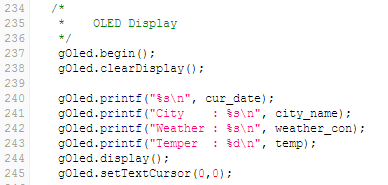 234 /*
235 * OLED Display
236 */
237 gOled.begin();
238 gOled.clearDisplay();
239
240 gOled.printf("%s\n", cur_date);
241 gOled.printf("City    : %s\n", city_name);
242 gOled.printf("Weather : %s\n", weather_con);
243 gOled.printf("Temper  : %d\n", temp);
244 gOled.display();
245 gOled.setTextCursor(0,0);